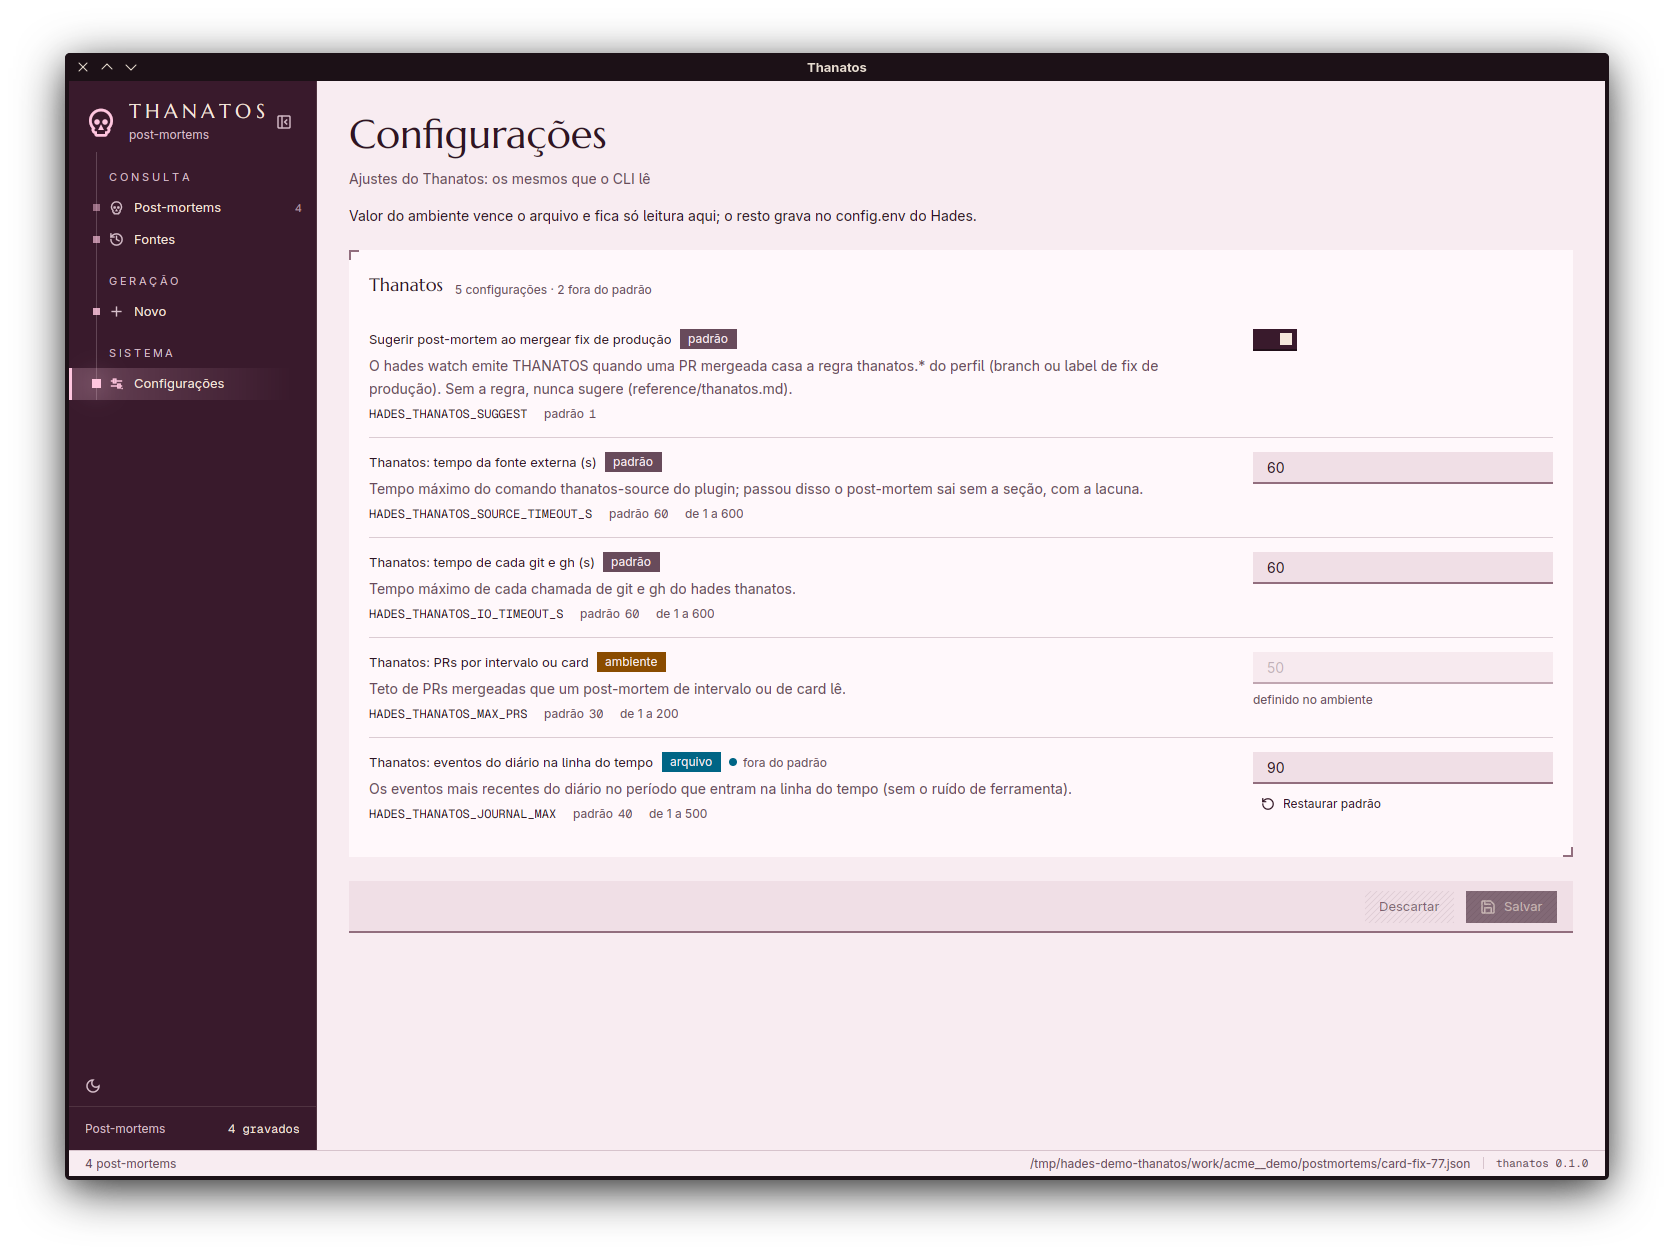 Thanatos
THANATOS
post-mortems
CONSULTA
Post-mortems 4
Fontes
GERAÇÃO
Novo
SISTEMA
Configurações
Post-mortems 4 gravados
Configurações
Ajustes do Thanatos: os mesmos que o CLI lê
Valor do ambiente vence o arquivo e fica só leitura aqui; o resto grava no config.env do Hades.
Thanatos 5 configurações · 2 fora do padrão
Sugerir post-mortem ao mergear fix de produção padrão
O hades watch emite THANATOS quando uma PR mergeada casa a regra thanatos.* do perfil (branch ou label de fix de
produção). Sem a regra, nunca sugere (reference/thanatos.md).
HADES_THANATOS_SUGGEST padrão 1
Thanatos: tempo da fonte externa (s) padrão
60
Tempo máximo do comando thanatos-source do plugin; passou disso o post-mortem sai sem a seção, com a lacuna.
HADES_THANATOS_SOURCE_TIMEOUT_S padrão 60 de 1 a 600
Thanatos: tempo de cada git e gh (s) padrão
60
Tempo máximo de cada chamada de git e gh do hades thanatos.
HADES_THANATOS_IO_TIMEOUT_S padrão 60 de 1 a 600
Thanatos: PRs por intervalo ou card ambiente
50
Teto de PRs mergeadas que um post-mortem de intervalo ou de card lê.
definido no ambiente
HADES_THANATOS_MAX_PRS padrão 30 de 1 a 200
Thanatos: eventos do diário na linha do tempo arquivo fora do padrão
90
Os eventos mais recentes do diário no período que entram na linha do tempo (sem o ruído de ferramenta).
Restaurar padrão
HADES_THANATOS_JOURNAL_MAX padrão 40 de 1 a 500
Descartar Salvar
4 post-mortems /tmp/hades-demo-thanatos/work/acme__demo/postmortems/card-fix-77.json thanatos 0.1.0